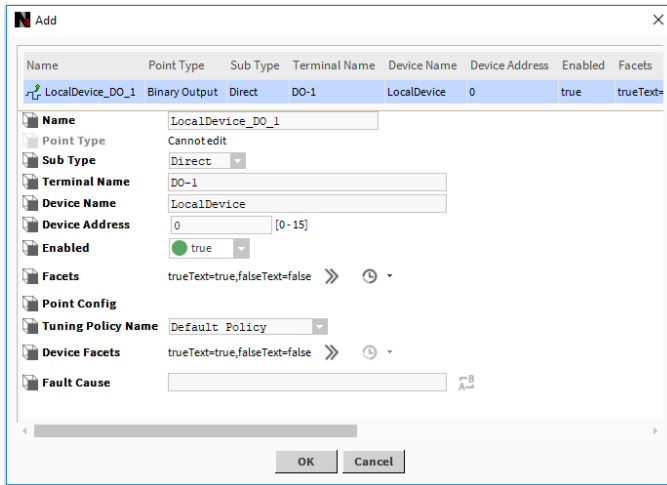 Add
Name Point Type Sub Type Terminal Name Device Name Device Address Enabled Facets
LocalDevice_DO_1 Binary Output Direct DO-1 LocalDevice 0 true trueText=
Name LocalDevice_DO_1
Point Type Cannot edit
Sub Type Direct
Terminal Name DO-1
Device Name LocalDevice
Device Address 0 [0 - 15]
Enabled true
Facets trueText=true,falseText=false
Point Config
Tuning Policy Name Default Policy
Device Facets trueText=true,falseText=false
Fault Cause
OK Cancel